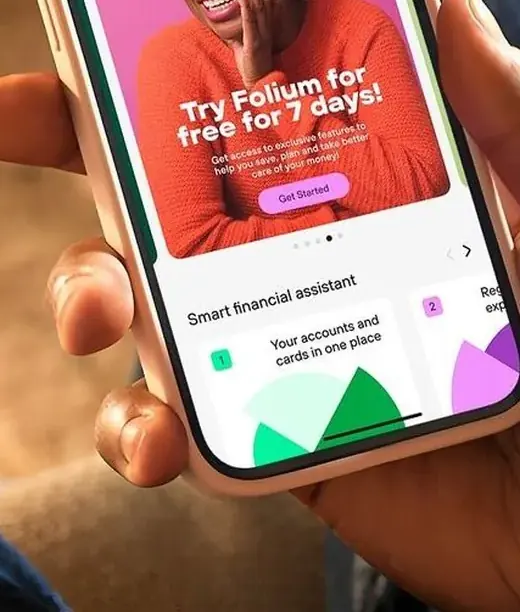 Try Folium for
free for 7 days!
Get access to exclusive features to
help you save, plan and take better
care of your money!
Get Started
Smart financial assistant
1
Your accounts and
cards in one place
2